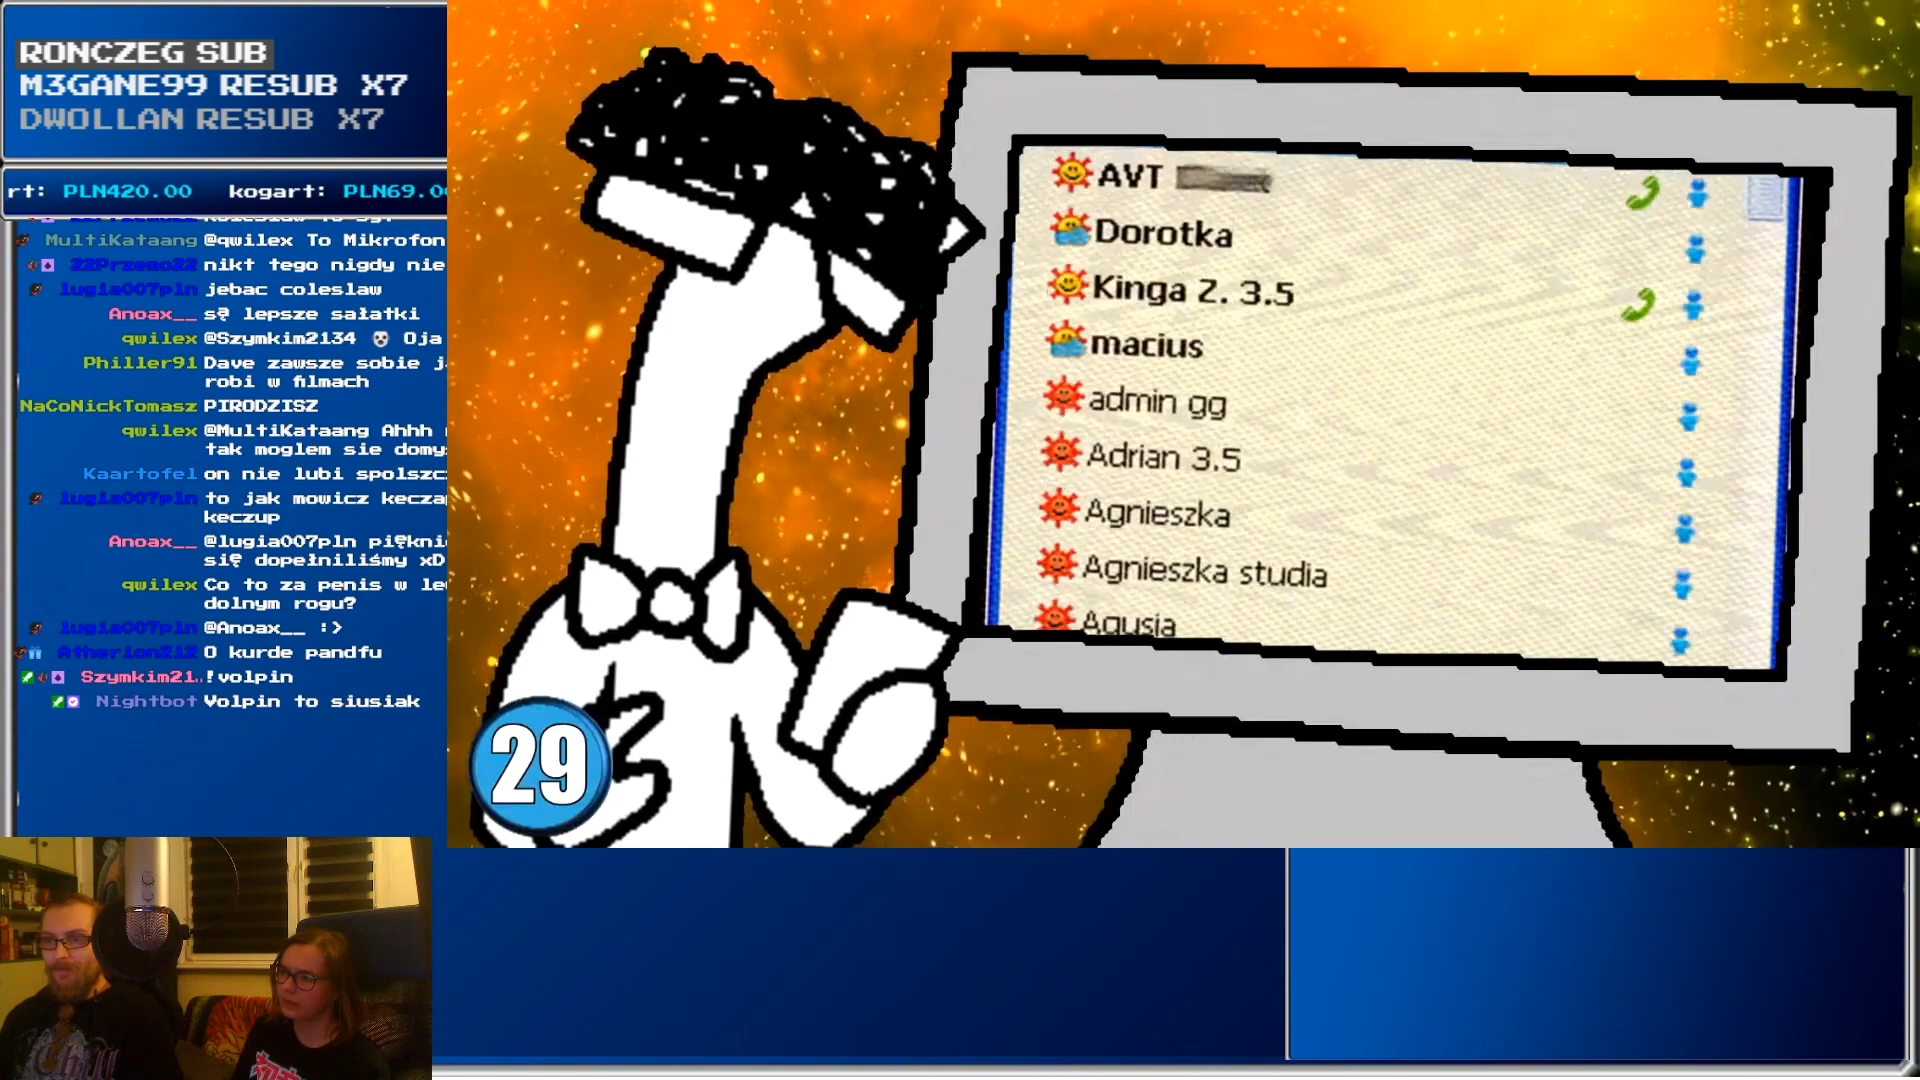 RONCZEG SUB
M3GANE99 RESUB X7
DWOLLAN RESUB X7
rt: PLN420.00 kogart: PLN69.0
MultiKataang @qwilex To Mikrofon
22Przemo22 nikt tego nigdy nie
lugia007pln jebac coleslaw
Anoax__ są lepsze sałatki
qwilex @Szymkim2134 Oja
Philler91 Dave zawsze sobie j
robi w filmach
NaCoNickTomasz PIRODZISZ
qwilex @MultiKataang Ahhh
tak moglem sie domy
Kaartofel on nie lubi spolszc
lugia007pln to jak mowicz kecza
keczup
Anoax__ @lugia007pln piękni
się dopełniliśmy xD
qwilex Co to za penis w le
dolnym rogu?
lugia007pln @Anoax__ :>
Atherion212 O kurde pandfu
Szymkim21.. !volpin
Nightbot Volpin to siusiak
AVT
Dorotka
Kinga Z. 3.5
macius
admin gg
Adrian 3.5
Agnieszka
Agnieszka studia
Agusia
29